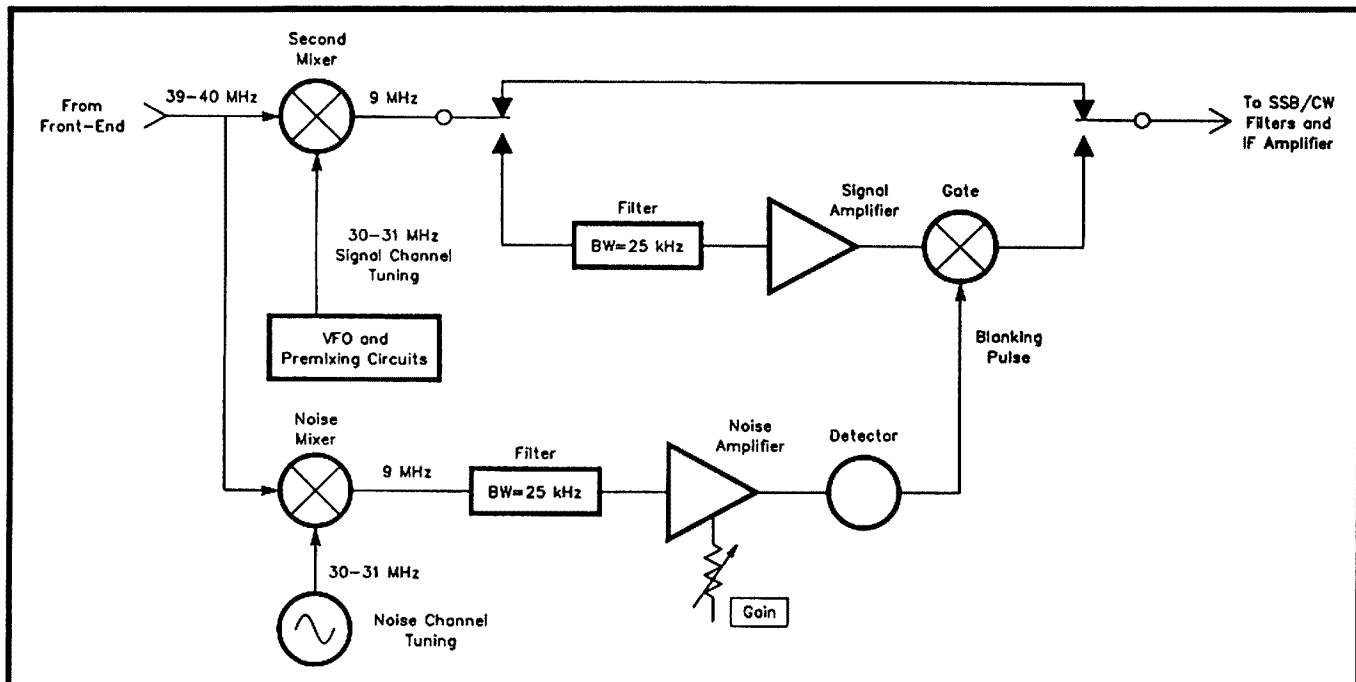 Second
Mixer
39–40 MHz
9 MHz
From
Front-End
To SSB/CW
Filters and
IF Amplifier
Signal
Amplifier
Gate
Filter
BW=25 kHz
30–31 MHz
Signal Channel
Tuning
VFO and
Premixing Circuits
Blanking
Pulse
Noise
Mixer
9 MHz
Filter
BW=25 kHz
Noise
Amplifier
Detector
30–31 MHz
Noise Channel
Tuning
Gain